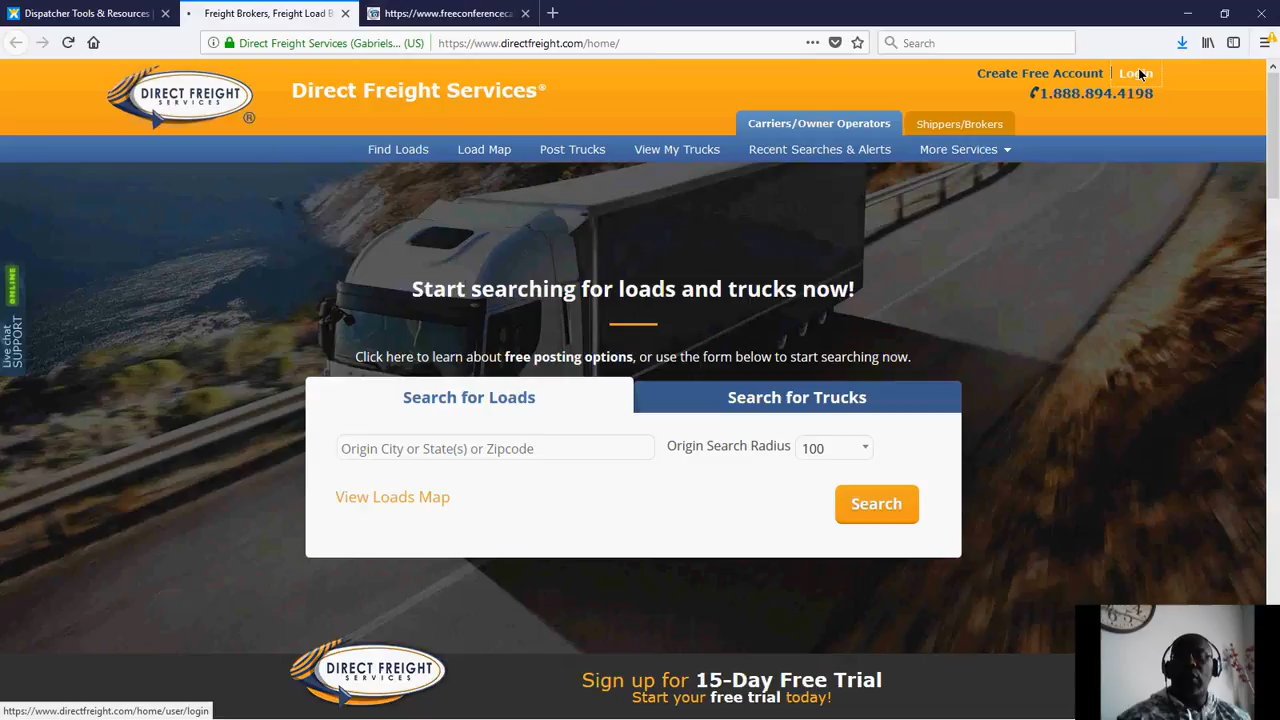 Dispatcher Tools & Resources
Freight Brokers, Freight Load B
https://www.freeconferenceca
Direct Freight Services (Gabriels... (US)
https://www.directfreight.com/home/
Search
DIRECT FREIGHT
SERVICES
®
Direct Freight Services®
Create Free Account
Login
1.888.894.4198
Carriers/Owner Operators
Shippers/Brokers
Find Loads
Load Map
Post Trucks
View My Trucks
Recent Searches & Alerts
More Services
ONLINE
Live chat
SUPPORT
Start searching for loads and trucks now!
Click here to learn about free posting options, or use the form below to start searching now.
Search for Loads
Search for Trucks
Origin City or State(s) or Zipcode
Origin Search Radius
100
View Loads Map
Search
DIRECT FREIGHT
SERVICES
Sign up for 15-Day Free Trial
Start your free trial today!
https://www.directfreight.com/home/user/login